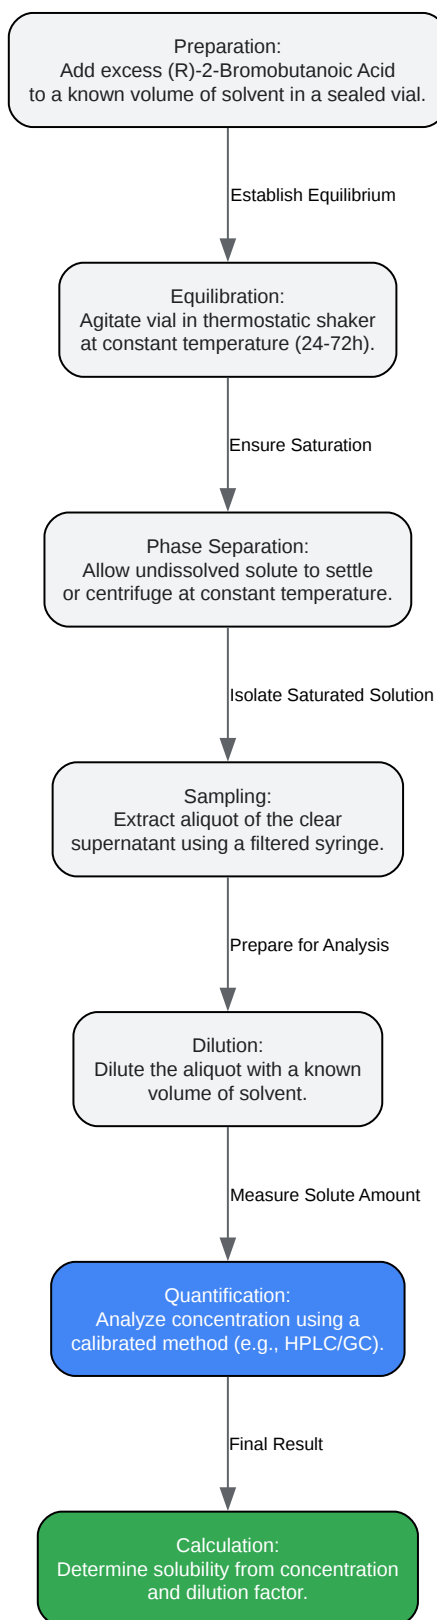 Preparation:
Add excess (R)-2-Bromobutanoic Acid
to a known volume of solvent in a sealed vial.
Establish Equilibrium
Equilibration:
Agitate vial in thermostatic shaker
at constant temperature (24-72h).
Ensure Saturation
Phase Separation:
Allow undissolved solute to settle
or centrifuge at constant temperature.
Isolate Saturated Solution
Sampling:
Extract aliquot of the clear
supernatant using a filtered syringe.
Prepare for Analysis
Dilution:
Dilute the aliquot with a known
volume of solvent.
Measure Solute Amount
Quantification:
Analyze concentration using a
calibrated method (e.g., HPLC/GC).
Final Result
Calculation:
Determine solubility from concentration
and dilution factor.